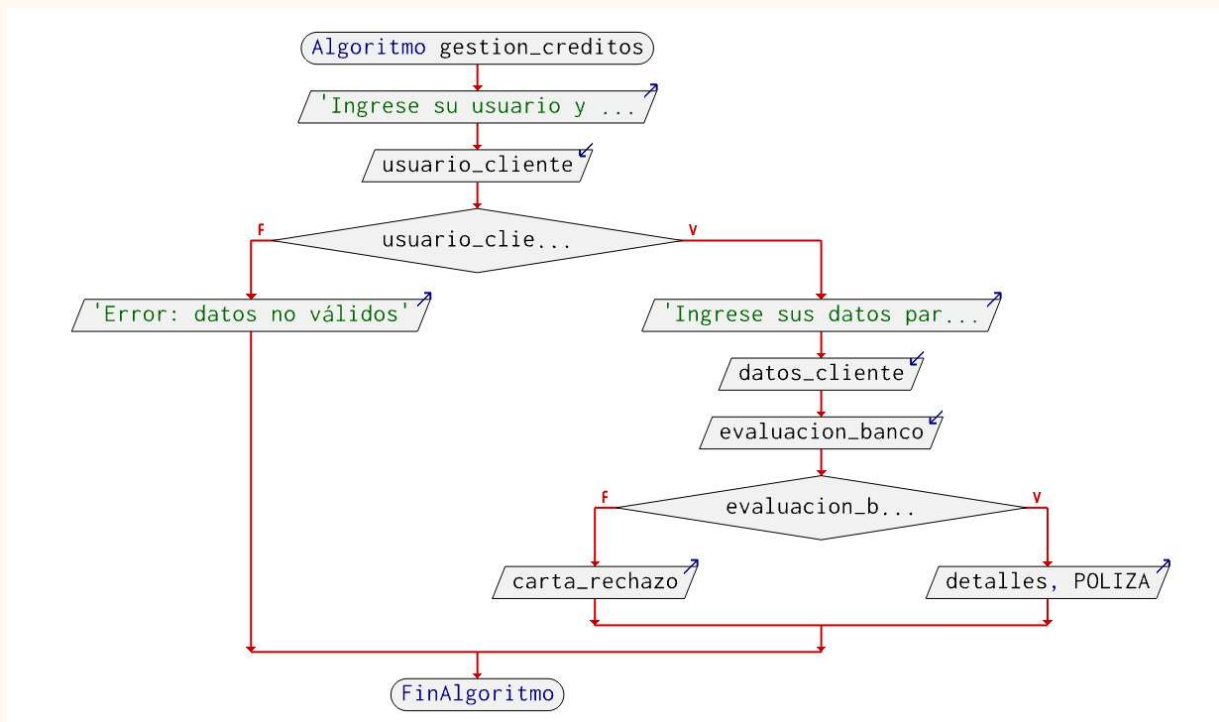 Algoritmo gestion_creditos
'Ingrese su usuario y ...
usuario_cliente
F
usuario_clie...
V
'Error: datos no válidos'
'Ingrese sus datos par...
datos_cliente
evaluacion_banco
F
evaluacion_b...
V
carta_rechazo
detalles, POLIZA
FinAlgoritmo